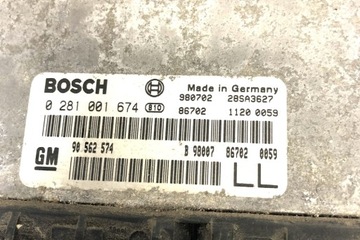 BOSCH Made in Germany
980702 28SA3627
0 281 001 674 810 86702 1120 0059
GM 90 562 574 B 98007 86702 0059
LL